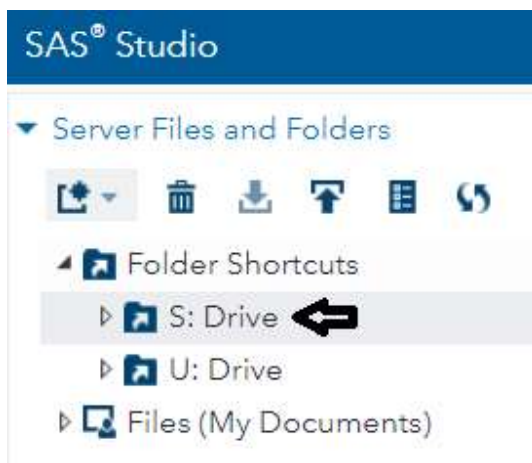 SAS® Studio
Server Files and Folders
Folder Shortcuts
S: Drive
U: Drive
Files (My Documents)